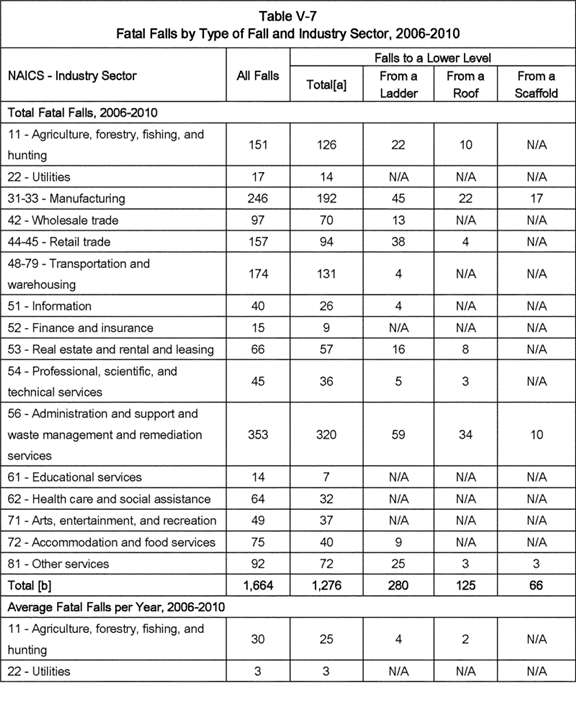 Table V-7
Fatal Falls by Type of Fall and Industry Sector, 2006-2010
NAICS - Industry Sector All Falls Falls to a Lower Level
Total[a] From a Ladder From a Roof From a Scaffold
Total Fatal Falls, 2006-2010
11 - Agriculture, forestry, fishing, and
hunting 151 126 22 10 N/A
22 - Utilities 17 14 N/A N/A N/A
31-33 - Manufacturing 246 192 45 22 17
42 - Wholesale trade 97 70 13 N/A N/A
44-45 - Retail trade 157 94 38 4 N/A
48-79 - Transportation and
warehousing 174 131 4 N/A N/A
51 - Information 40 26 4 N/A N/A
52 - Finance and insurance 15 9 N/A N/A N/A
53 - Real estate and rental and leasing 66 57 16 8 N/A
54 - Professional, scientific, and
technical services 45 36 5 3 N/A
56 - Administration and support and
waste management and remediation 353 320 59 34 10
services
61 - Educational services 14 7 N/A N/A N/A
62 - Health care and social assistance 64 32 N/A N/A N/A
71 - Arts, entertainment, and recreation 49 37 N/A N/A N/A
72 - Accommodation and food services 75 40 9 N/A N/A
81 - Other services 92 72 25 3 3
Total [b] 1,664 1,276 280 125 66
Average Fatal Falls per Year, 2006-2010
11 - Agriculture, forestry, fishing, and
hunting 30 25 4 2 N/A
22 - Utilities 3 3 N/A N/A N/A